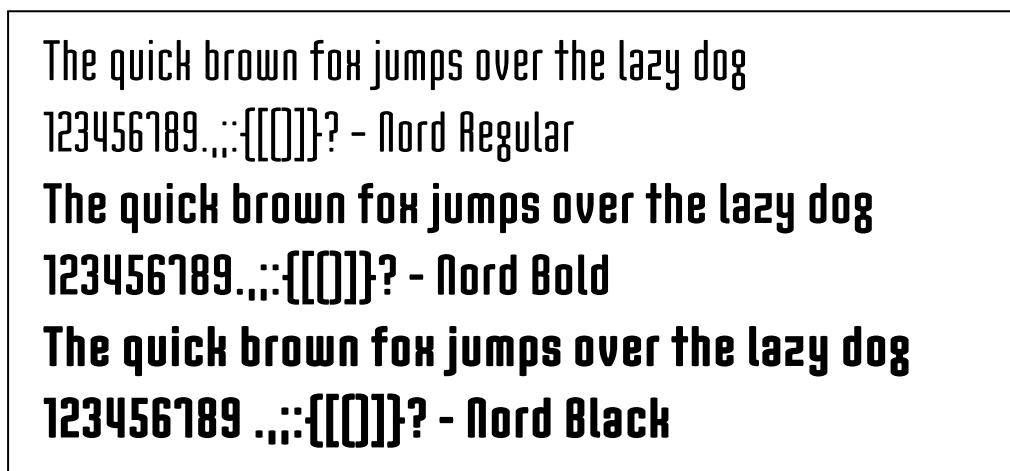 The quick brown fox jumps over the lazy dog
123456789.,;:{[()]}? - Nord Regular
The quick brown fox jumps over the lazy dog
123456789.,;:{[()]}? - Nord Bold
The quick brown fox jumps over the lazy dog
123456789 .,;:{[()]}? - Nord Black